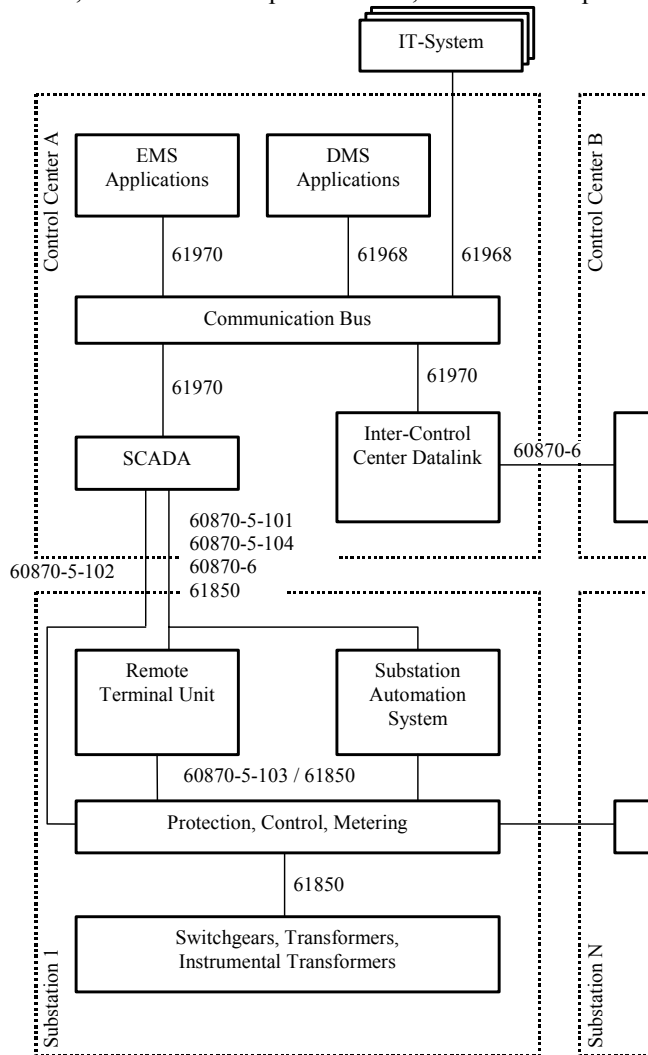 IT-System
Control Center A
Control Center B
EMS
Applications
DMS
Applications
61970
61968
61968
Communication Bus
61970
61970
SCADA
Inter-Control
Center Datalink
60870-6
60870-5-101
60870-5-104
60870-6
61850
60870-5-102
Remote
Terminal Unit
Substation
Automation
System
60870-5-103 / 61850
Protection, Control, Metering
61850
Switchgears, Transformers,
Instrumental Transformers
Substation 1
Substation N